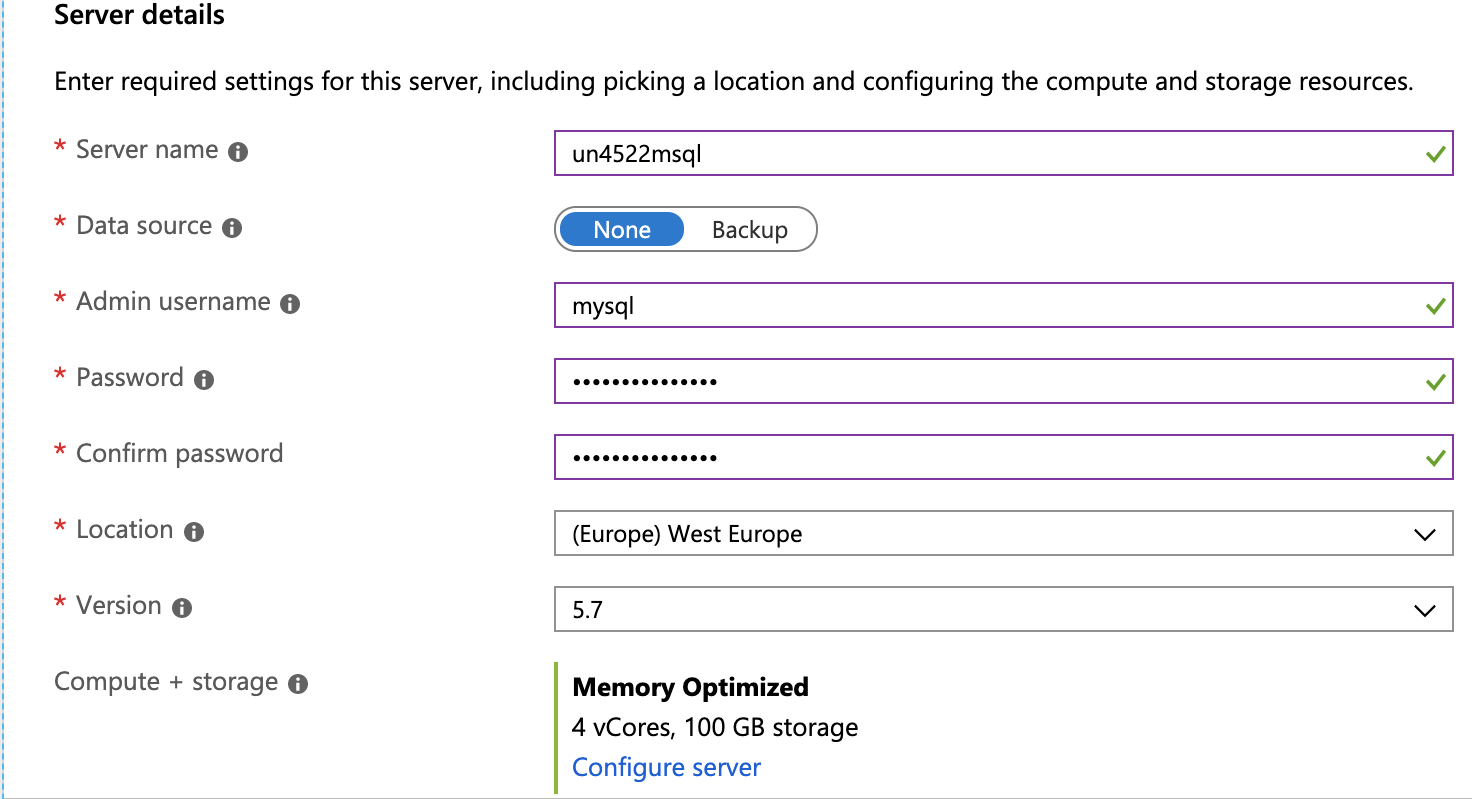 Server details
Enter required settings for this server, including picking a location and configuring the compute and storage resources.
* Server name
un4522msql
* Data source
None Backup
* Admin username
mysql
* Password
•••••••••••••••
* Confirm password
•••••••••••••••
* Location
(Europe) West Europe
* Version
5.7
Compute + storage
Memory Optimized
4 vCores, 100 GB storage
Configure server